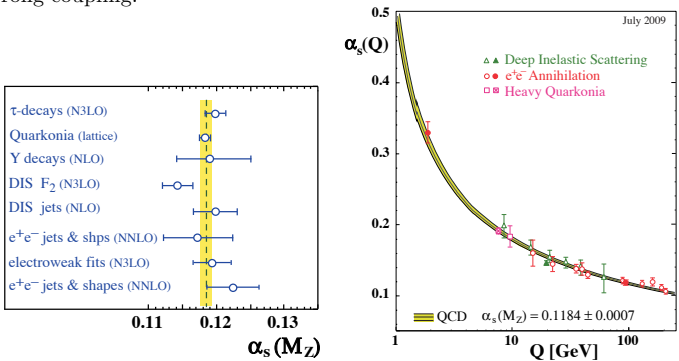 rong coupling.
τ-decays (N3LO)
Quarkonia (lattice)
Υ decays (NLO)
DIS F₂ (N3LO)
DIS jets (NLO)
e⁺e⁻ jets & shps (NNLO)
electroweak fits (N3LO)
e⁺e⁻ jets & shapes (NNLO)
0.11 0.12 0.13
αₛ(M_Z)
July 2009
αₛ(Q)
Deep Inelastic Scattering
e⁺e⁻ Annihilation
Heavy Quarkonia
0.5
0.4
0.3
0.2
0.1
QCD αₛ(M_Z) = 0.1184 ± 0.0007
1 10 100
Q [GeV]